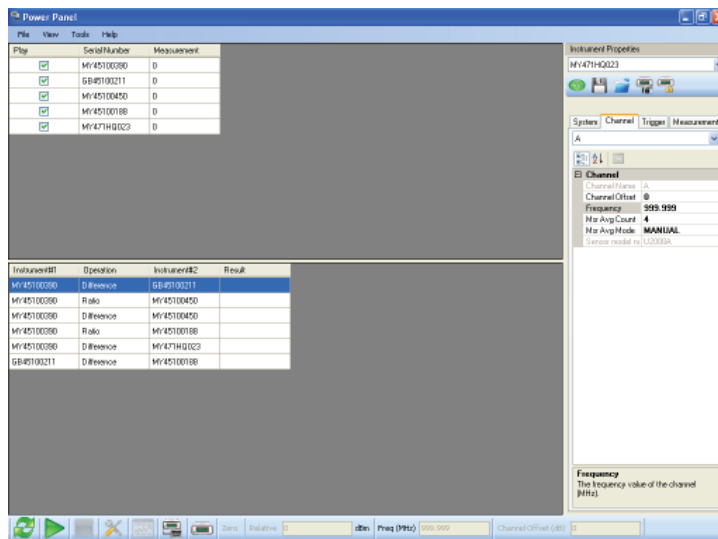 Power Panel
File View Tools Help
Play Serial Number Measurement
MY45100390 0
GB45100211 0
MY45100450 0
MY45100188 0
MY471HQ023 0
Instrument#1 Operation Instrument#2 Result
MY45100390 Difference GB45100211
MY45100390 Ratio MY45100450
MY45100390 Difference MY45100450
MY45100390 Ratio MY45100188
MY45100390 Difference MY471HQ023
GB45100211 Difference MY45100188
Instrument Properties
MY471HQ023
System Channel Trigger Measurement
A
Channel
Channel Name A
Channel Offset 0
Frequency 999.999
Msr Avg Count 4
Msr Avg Mode MANUAL
Sensor model n U2000A
Frequency
The frequency value of the channel
(MHz).
Zero Relative 0 dBm Freq (MHz) 999.999 Channel Offset (dB) 0